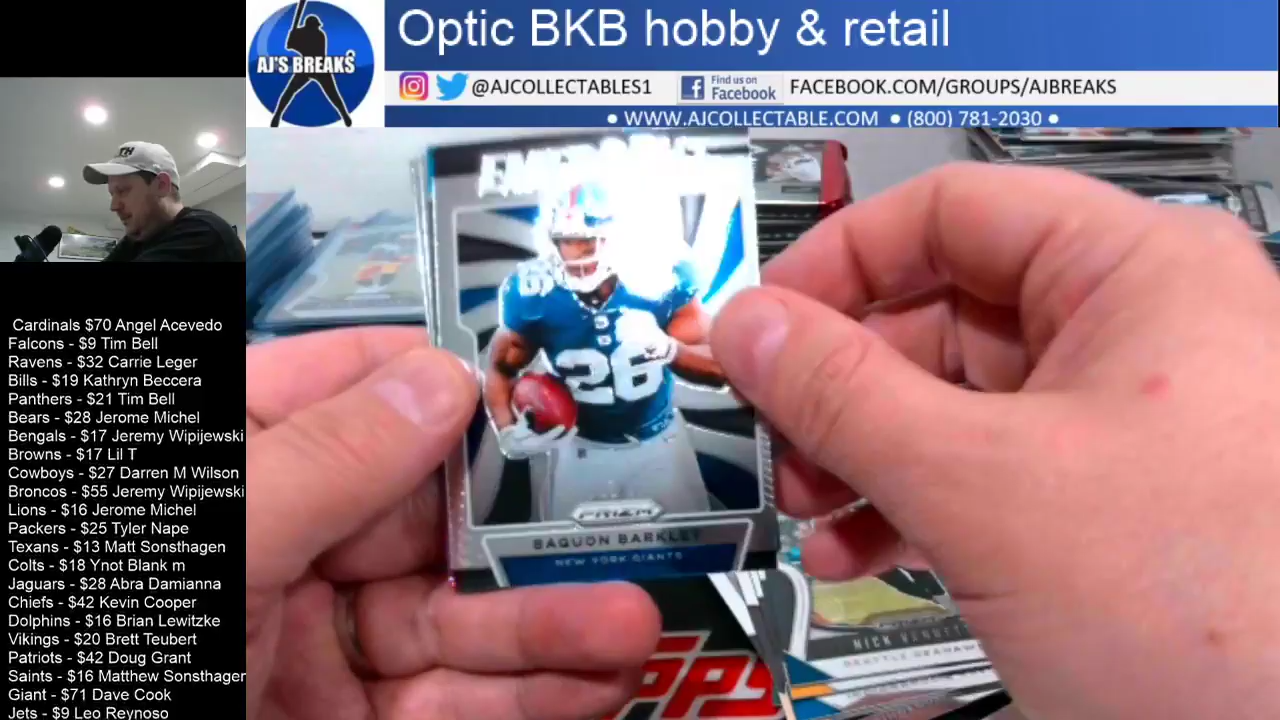 Optic BKB hobby & retail
AJ'S BREAKS
@AJCOLLECTABLES1
Find us on
Facebook
FACEBOOK.COM/GROUPS/AJBREAKS
• WWW.AJCOLLECTABLE.COM • (800) 781-2030 •
26
PRIZM
SAQUON BARKLEY
NEW YORK GIANTS
NICK
Cardinals $70 Angel Acevedo
Falcons - $9 Tim Bell
Ravens - $32 Carrie Leger
Bills - $19 Kathryn Beccera
Panthers - $21 Tim Bell
Bears - $28 Jerome Michel
Bengals - $17 Jeremy Wipijewski
Browns - $17 Lil T
Cowboys - $27 Darren M Wilson
Broncos - $55 Jeremy Wipijewski
Lions - $16 Jerome Michel
Packers - $25 Tyler Nape
Texans - $13 Matt Sonsthagen
Colts - $18 Ynot Blank m
Jaguars - $28 Abra Damianna
Chiefs - $42 Kevin Cooper
Dolphins - $16 Brian Lewitzke
Vikings - $20 Brett Teubert
Patriots - $42 Doug Grant
Saints - $16 Matthew Sonsthager
Giant - $71 Dave Cook
Jets - $9 Leo Reynoso